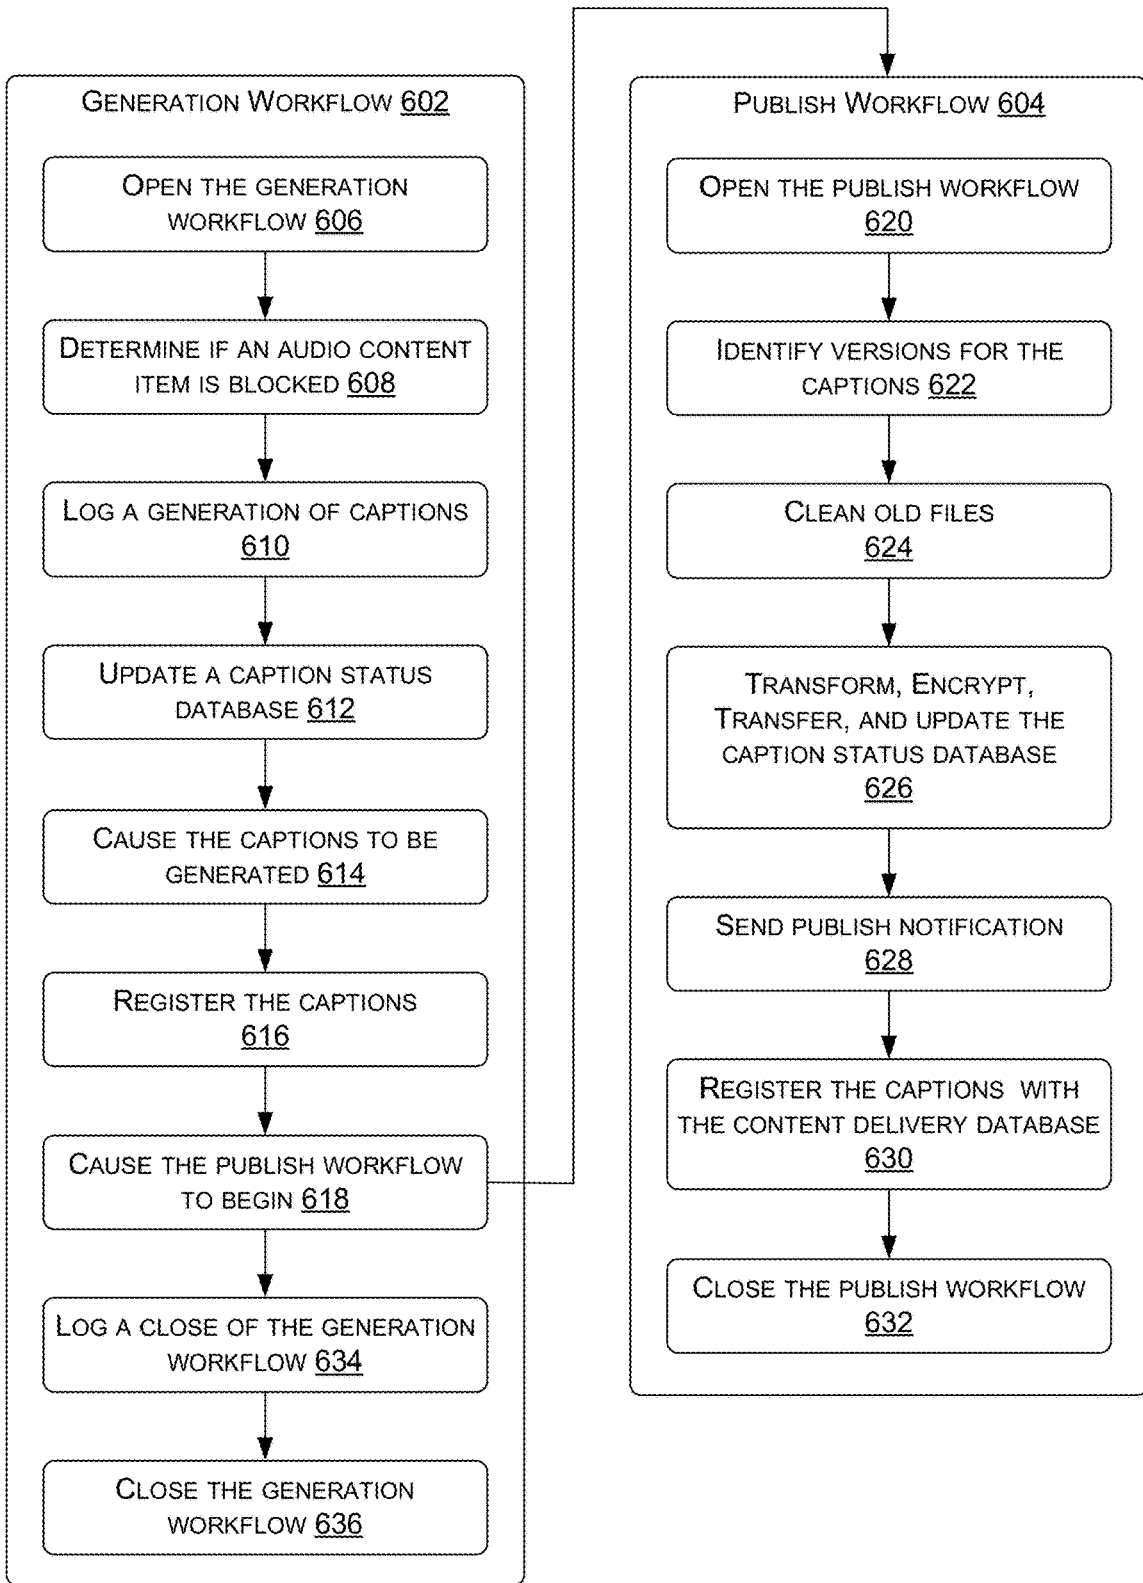 GENERATION WORKFLOW 602
OPEN THE GENERATION
WORKFLOW 606
DETERMINE IF AN AUDIO CONTENT
ITEM IS BLOCKED 608
LOG A GENERATION OF CAPTIONS
610
UPDATE A CAPTION STATUS
DATABASE 612
CAUSE THE CAPTIONS TO BE
GENERATED 614
REGISTER THE CAPTIONS
616
CAUSE THE PUBLISH WORKFLOW
TO BEGIN 618
LOG A CLOSE OF THE GENERATION
WORKFLOW 634
CLOSE THE GENERATION
WORKFLOW 636
PUBLISH WORKFLOW 604
OPEN THE PUBLISH WORKFLOW
620
IDENTIFY VERSIONS FOR THE
CAPTIONS 622
CLEAN OLD FILES
624
TRANSFORM, ENCRYPT,
TRANSFER, AND UPDATE THE
CAPTION STATUS DATABASE
626
SEND PUBLISH NOTIFICATION
628
REGISTER THE CAPTIONS WITH
THE CONTENT DELIVERY DATABASE
630
CLOSE THE PUBLISH WORKFLOW
632